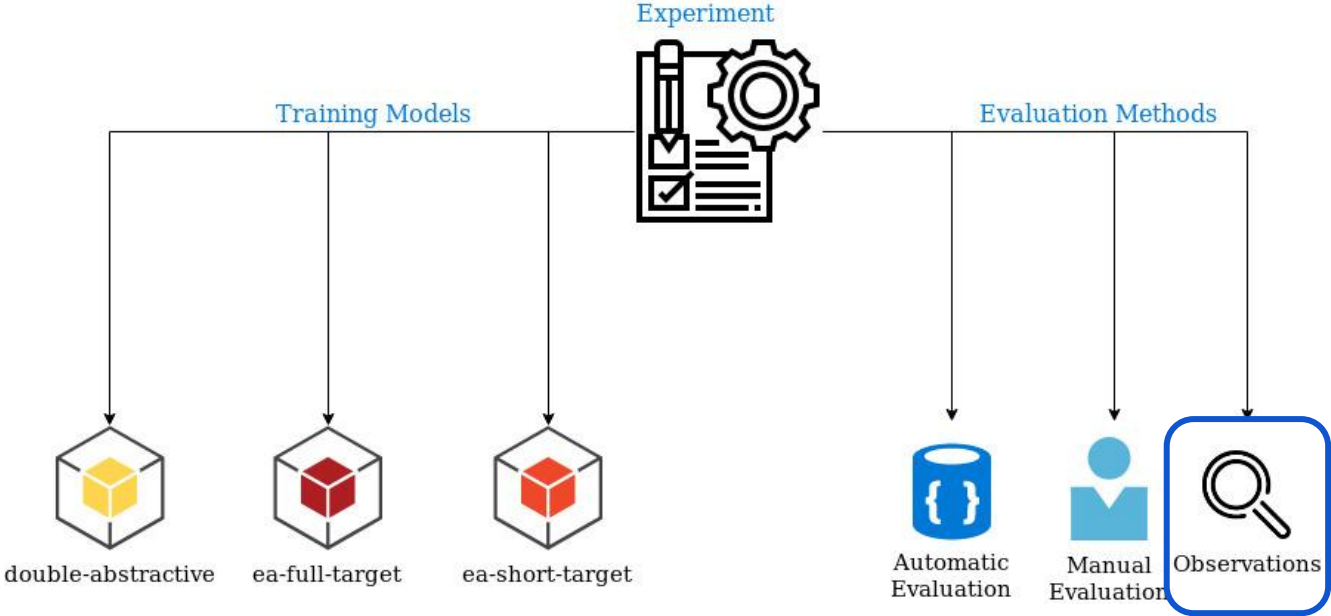 Experiment
Training Models
Evaluation Methods
{ }
double-abstractive
ea-full-target
ea-short-target
Automatic
Evaluation
Manual
Evaluation
Observations